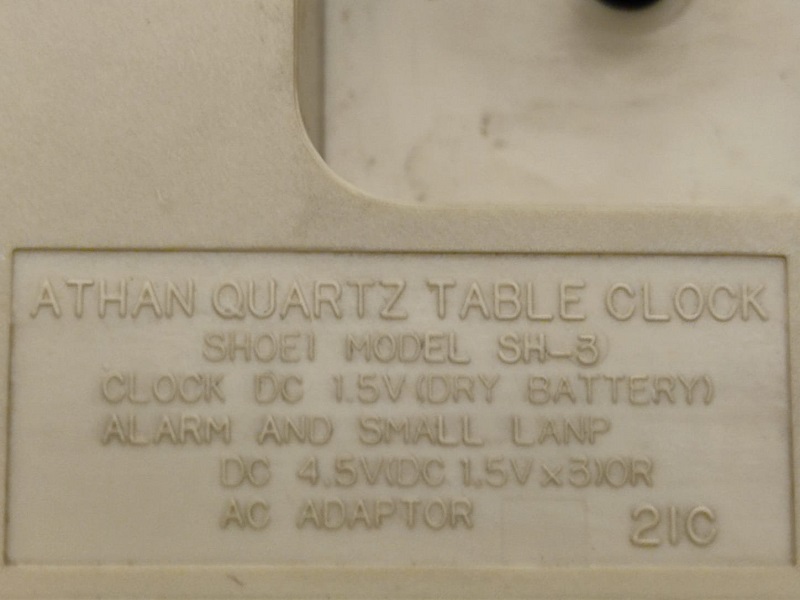 ATHAN QUARTZ TABLE CLOCK
SHOEI MODEL SH-3
CLOCK DC 1.5V(DRY BATTERY)
ALARM AND SMALL LANP
DC 4.5V(DC 1.5V×3)OR
AC ADAPTOR 21C